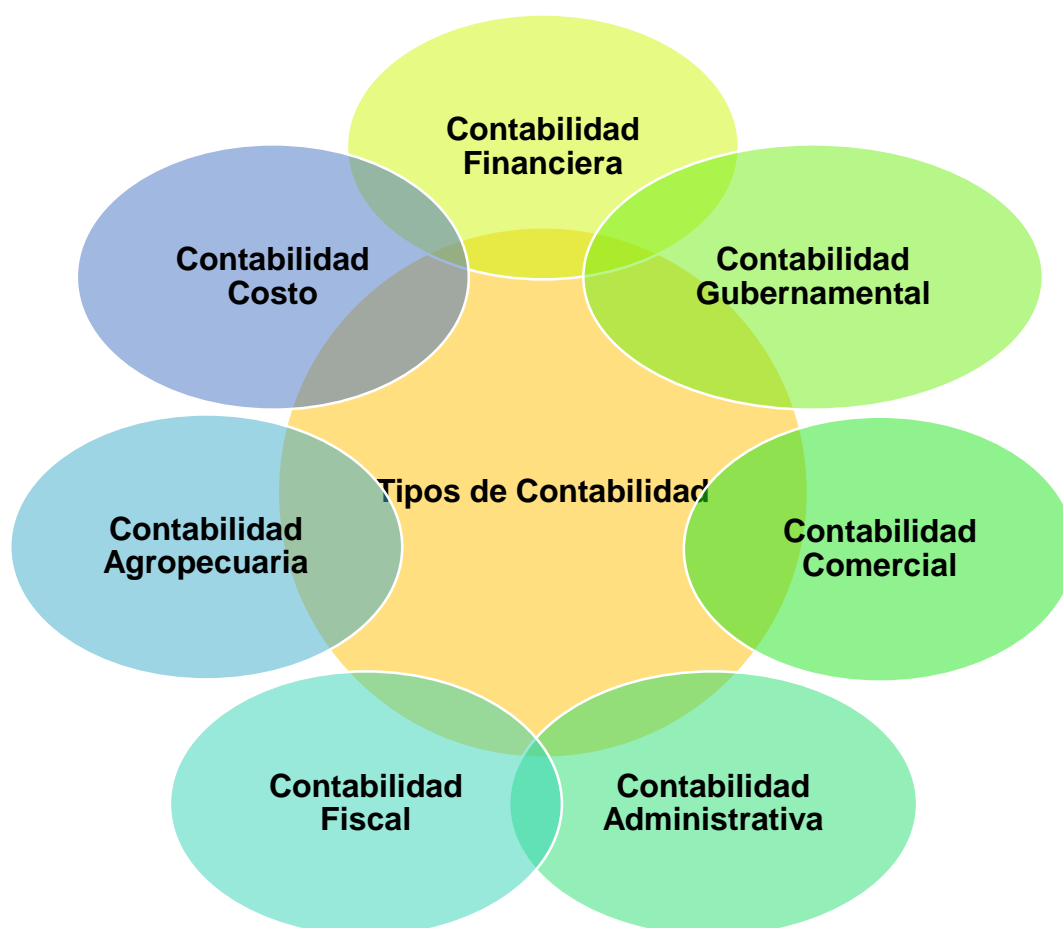 Contabilidad
Financiera
Contabilidad
Gubernamental
Contabilidad
Comercial
Contabilidad
Administrativa
Contabilidad
Fiscal
Contabilidad
Agropecuaria
Contabilidad
Costo
Tipos de Contabilidad